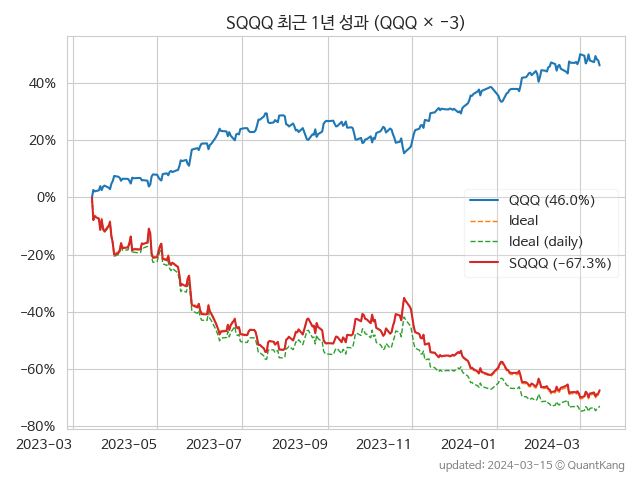 SQQQ 최근 1년 성과 (QQQ × −3)
40%
20%
0%
−20%
−40%
−60%
−80%
QQQ (46.0%)
Ideal
Ideal (daily)
SQQQ (−67.3%)
2023−03
2023−05
2023−07
2023−09
2023−11
2024−01
2024−03
updated: 2024-03-15 © QuantKang